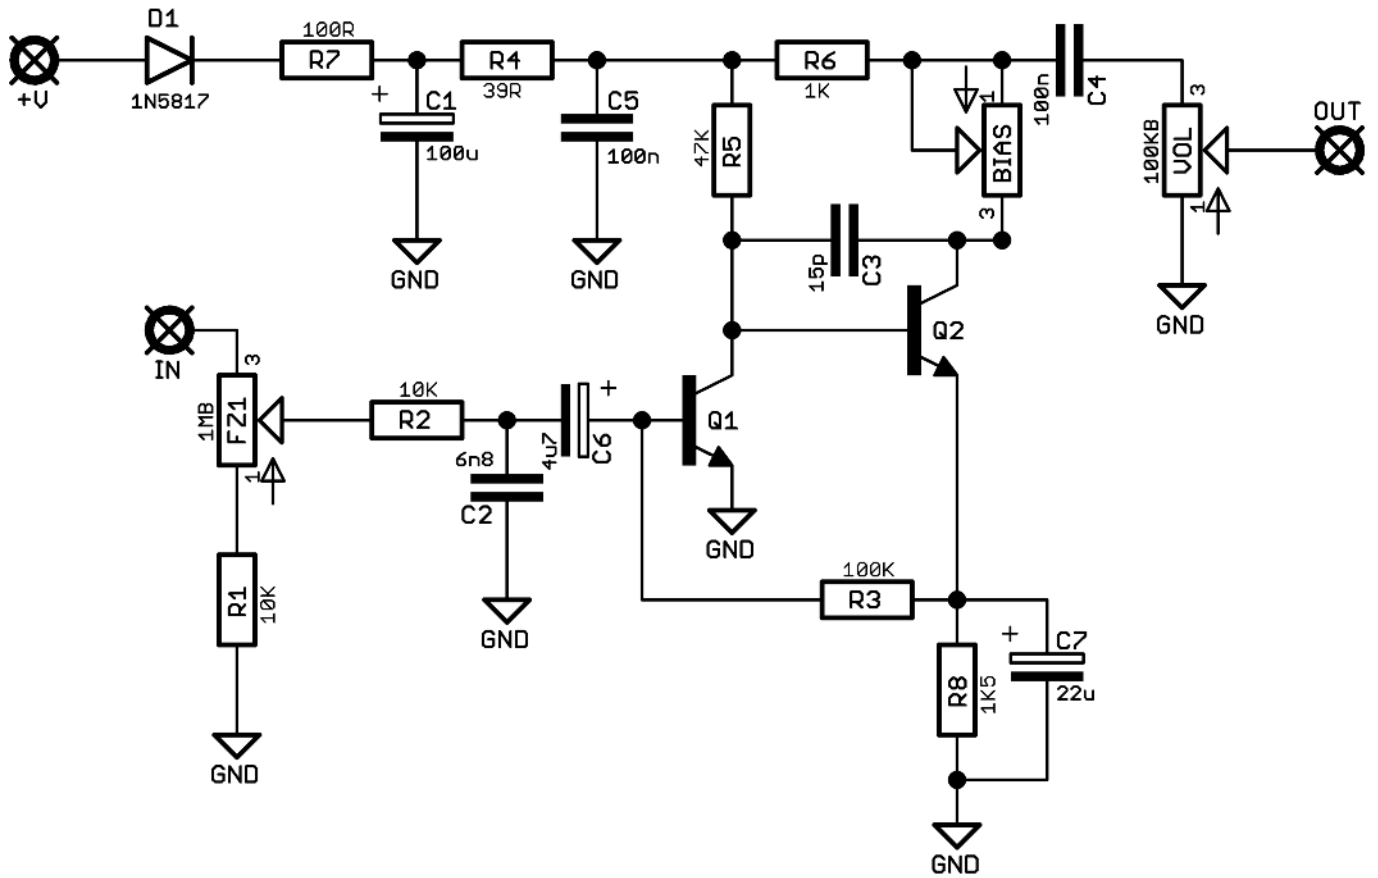 D1
100R
R7
R4
R6
+V
1N5817
+
C1
39R
C5
1K
1
100n
C4
3
OUT
100u
100n
47K
R5
BIAS
100KB
VOL
3
1
15p
C3
GND
GND
GND
IN
3
Q2
10K
+
1MB
FZ1
R2
Q1
6n8
4u7
C6
1
C2
GND
100K
R1
10K
R3
GND
+
C7
R8
1K5
22u
GND
GND